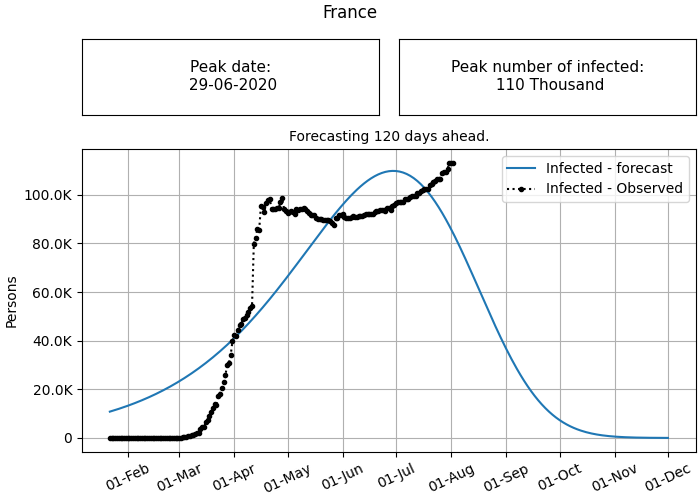 France
Peak date:
29-06-2020
Peak number of infected:
110 Thousand
Forecasting 120 days ahead.
Infected - forecast
Infected - Observed
Persons
100.0K
80.0K
60.0K
40.0K
20.0K
0
01-Feb
01-Mar
01-Apr
01-May
01-Jun
01-Jul
01-Aug
01-Sep
01-Oct
01-Nov
01-Dec